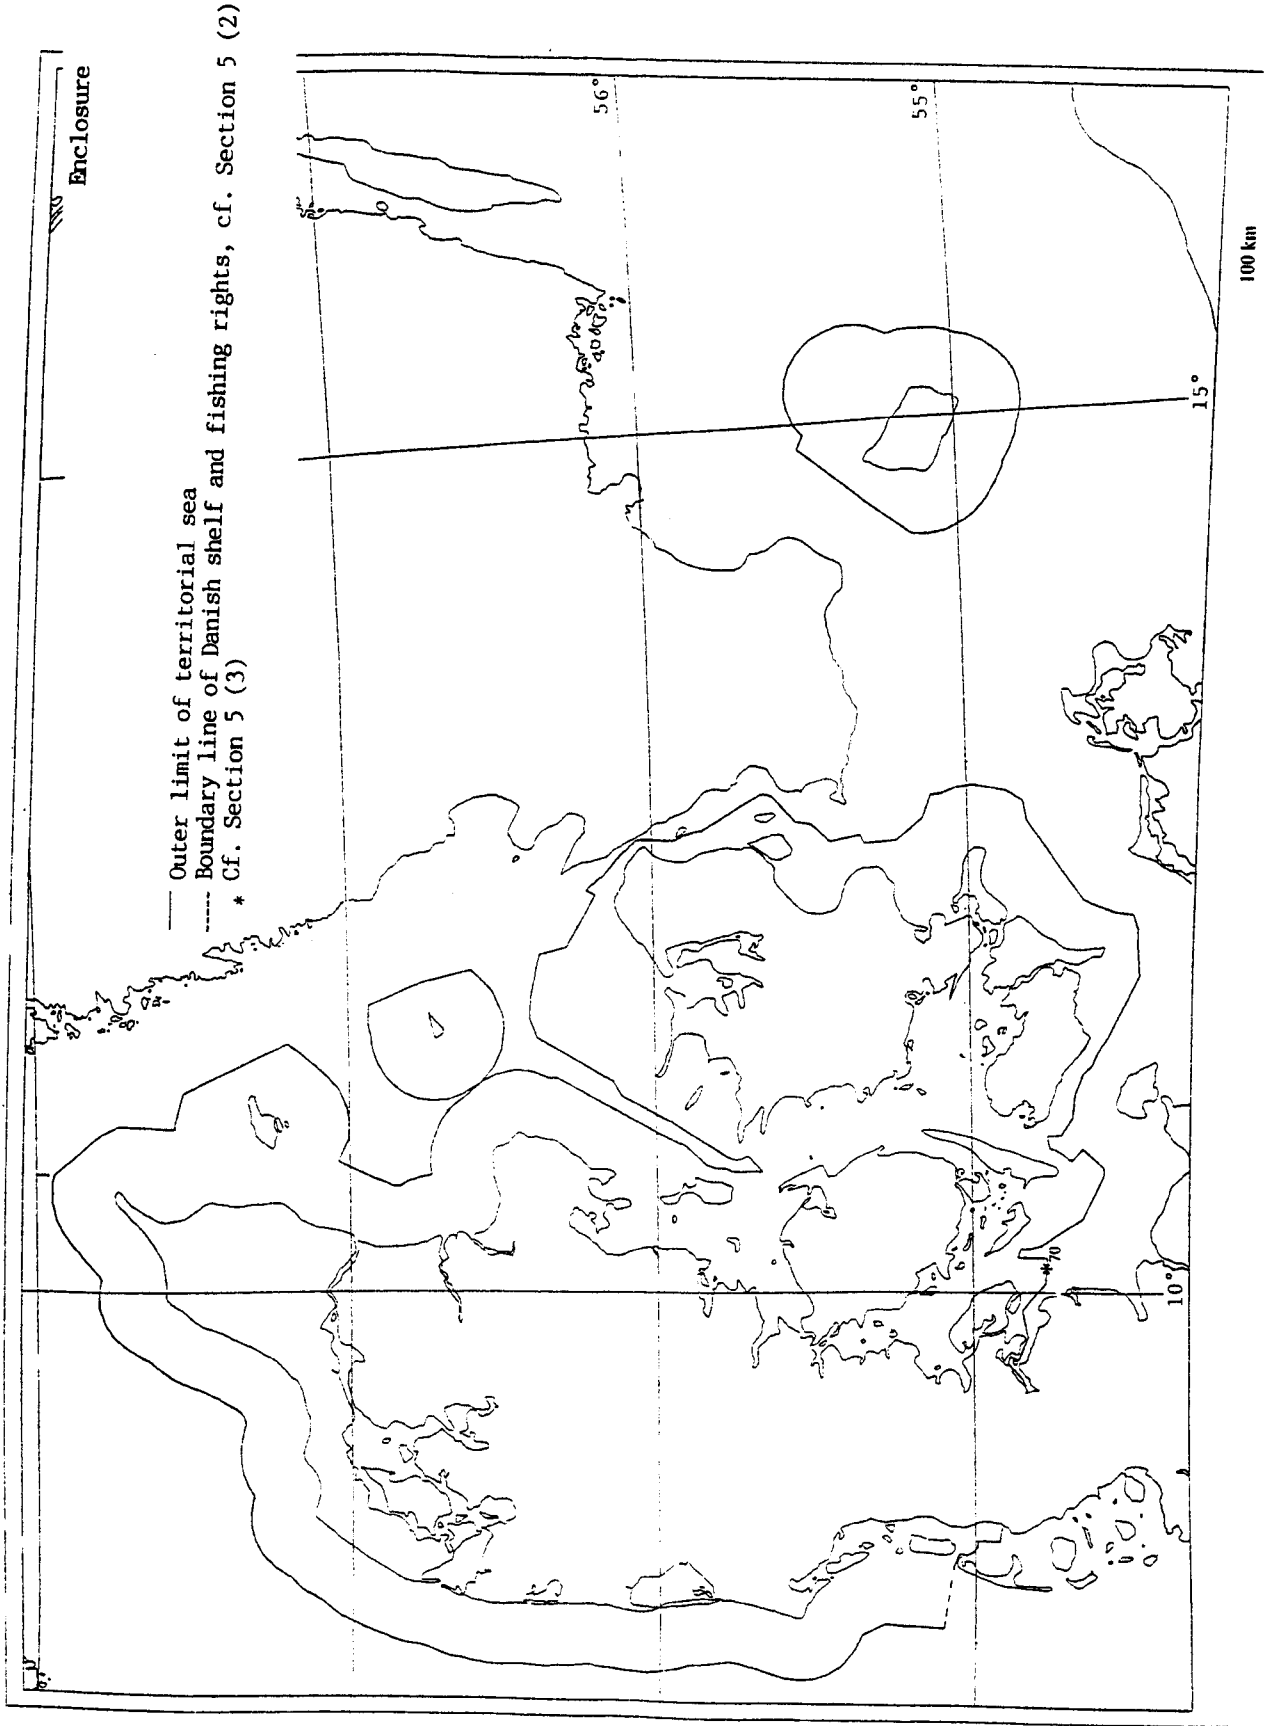 Enclosure
—— Outer limit of territorial sea
----- Boundary line of Danish shelf and fishing rights, cf. Section 5 (2)
* Cf. Section 5 (3)
56°
55°
15°
10°
*70
100 km